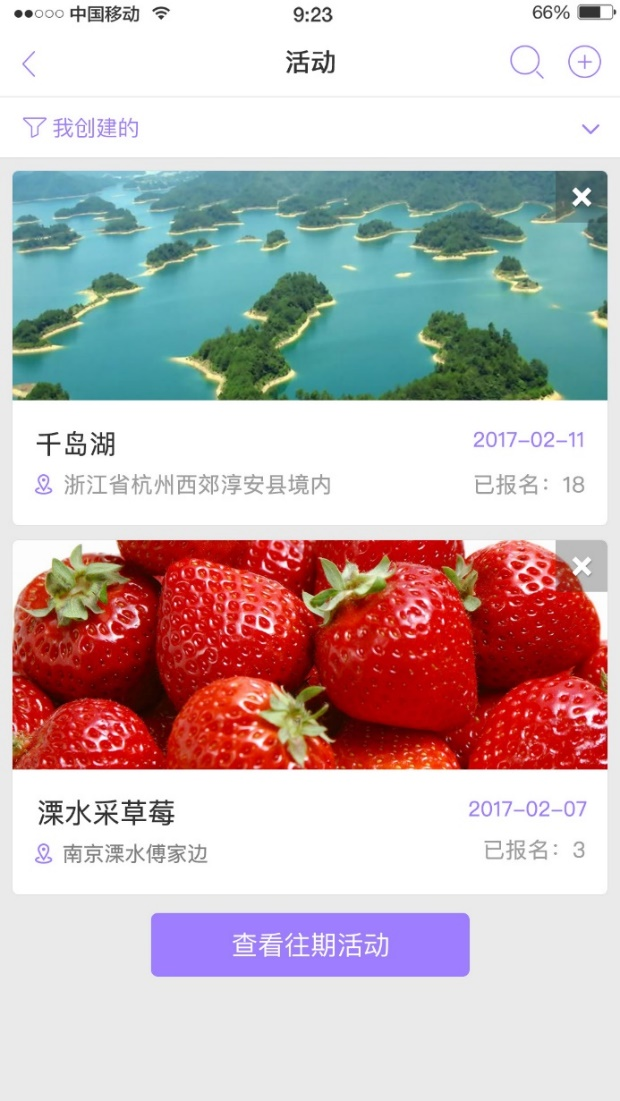 中国移动 9:23 66%
活动
我创建的
千岛湖 2017-02-11
浙江省杭州西郊淳安县境内 已报名：18
溧水采草莓 2017-02-07
南京溧水傅家边 已报名：3
查看往期活动